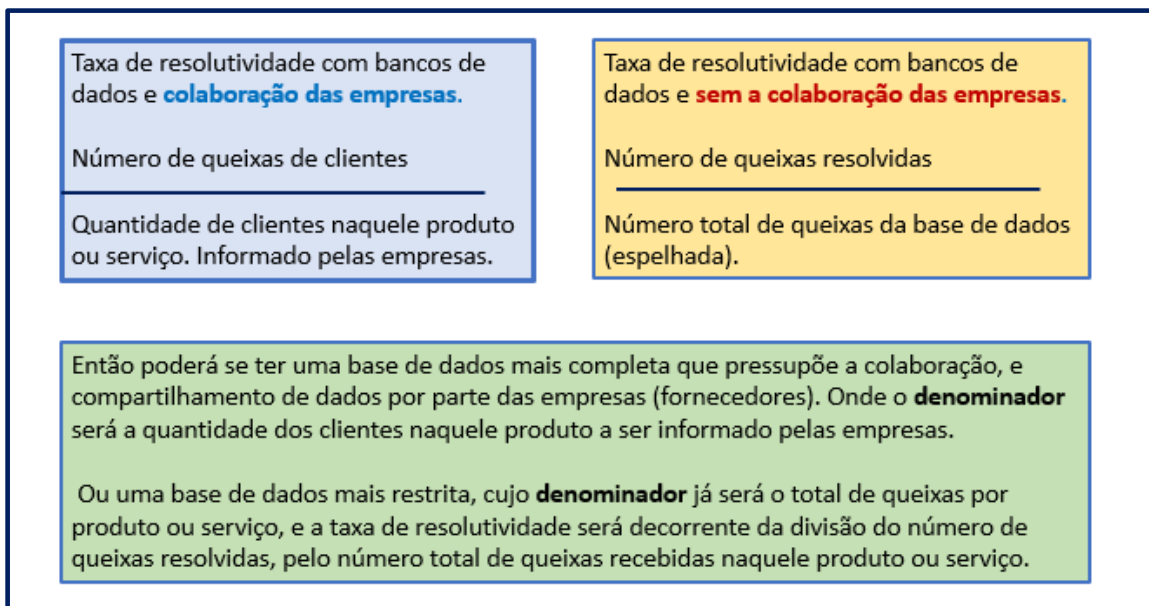 Taxa de resolutividade com bancos de
dados e colaboração das empresas.
Número de queixas de clientes
Quantidade de clientes naquele produto
ou serviço. Informado pelas empresas.
Taxa de resolutividade com bancos de
dados e sem a colaboração das empresas.
Número de queixas resolvidas
Número total de queixas da base de dados
(espelhada).
Então poderá se ter uma base de dados mais completa que pressupõe a colaboração, e
compartilhamento de dados por parte das empresas (fornecedores). Onde o denominador
será a quantidade dos clientes naquele produto a ser informado pelas empresas.
Ou uma base de dados mais restrita, cujo denominador já será o total de queixas por
produto ou serviço, e a taxa de resolutividade será decorrente da divisão do número de
queixas resolvidas, pelo número total de queixas recebidas naquele produto ou serviço.